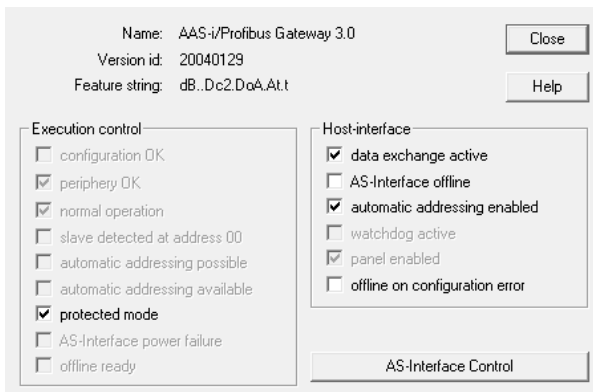 Name: AAS-i/Profibus Gateway 3.0
Version id: 20040129
Feature string: dB..Dc2.DoA.At.t
Close
Help
Execution control
configuration OK
periphery OK
normal operation
slave detected at address 00
automatic addressing possible
automatic addressing available
protected mode
AS-Interface power failure
offline ready
Host-interface
data exchange active
AS-Interface offline
automatic addressing enabled
watchdog active
panel enabled
offline on configuration error
AS-Interface Control